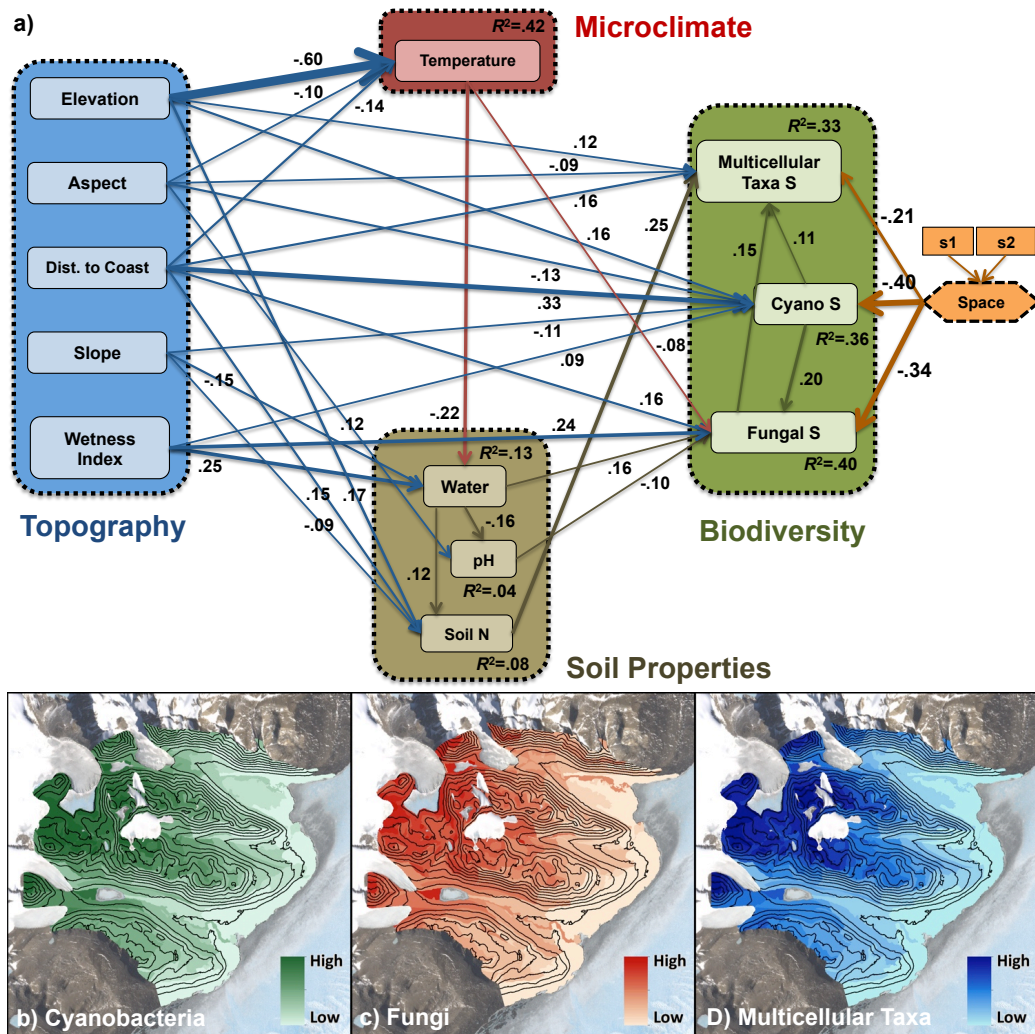 a)
R²=.42
Microclimate
Temperature
-.60
-.10
-.14
Elevation
Aspect
Dist. to Coast
Slope
Wetness
Index
Topography
R²=.33
Multicellular
Taxa S
.12
-.09
.16
.16
-.13
.33
-.11
.09
.25
.15
.11
-.21
s1
s2
-.40
Space
Cyano S
R²=.36
-.08
.20
-.34
.16
Fungal S
R²=.40
Biodiversity
-.15
.12
-.22
.24
.25
.15
.17
-.09
R²=.13
Water
.16
-.10
-.16
pH
.12
R²=.04
Soil N
R²=.08
Soil Properties
High
Low
b) Cyanobacteria
High
Low
c) Fungi
High
Low
D) Multicellular Taxa